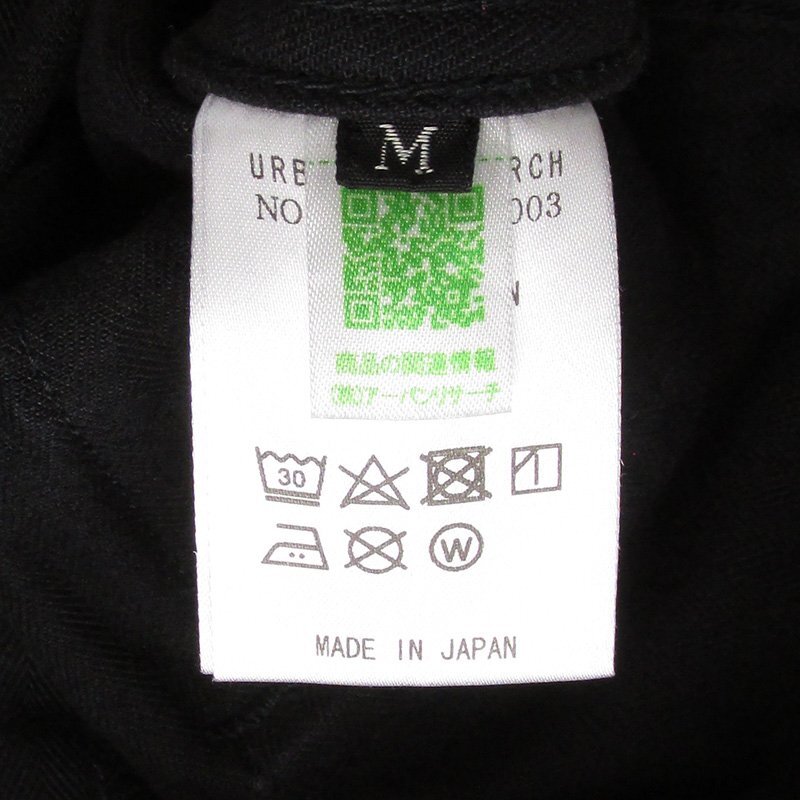 M
URB RCH
NO 003
N
商品の関連情報
(株)アーバンリサーチ
30
W
MADE IN JAPAN